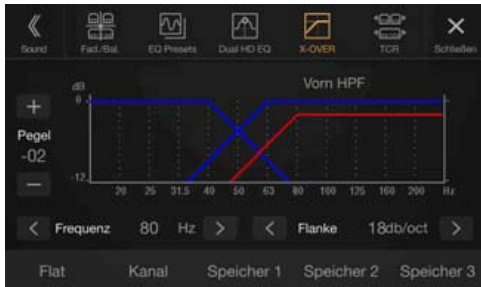 Sound Fad./Bal. EQ Presets Dual HD EQ X-OVER TCR Schließen
Vorn HPF
dB
0
+
Pegel
-02
-12
20 25 31.5 40 50 63 80 100 125 160 200 Hz
Frequenz 80 Hz Flanke 18db/oct
Flat Kanal Speicher 1 Speicher 2 Speicher 3